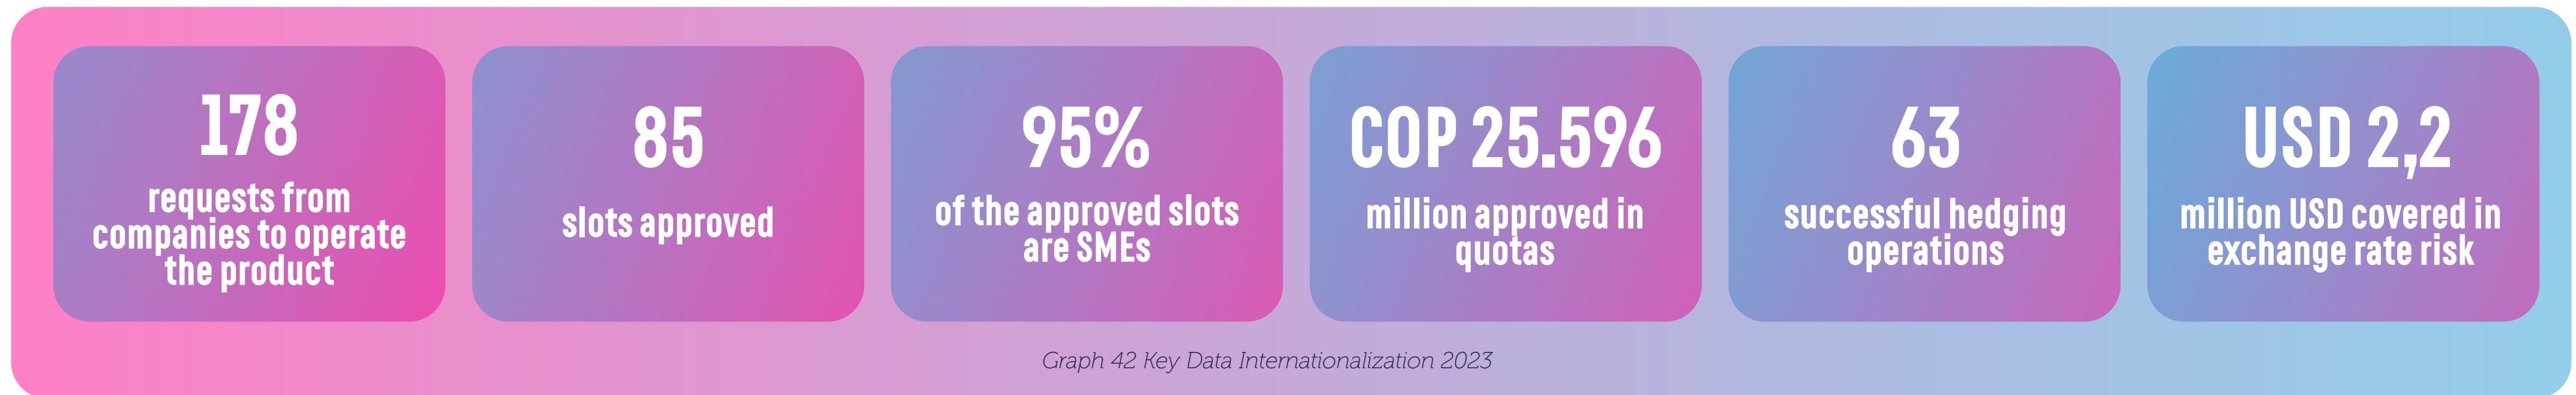 178
requests from
companies to operate
the product
85
slots approved
95%
of the approved slots
are SMEs
COP 25.596
million approved in
quotas
63
successful hedging
operations
USD 2,2
million USD covered in
exchange rate risk
Graph 42 Key Data Internationalization 2023